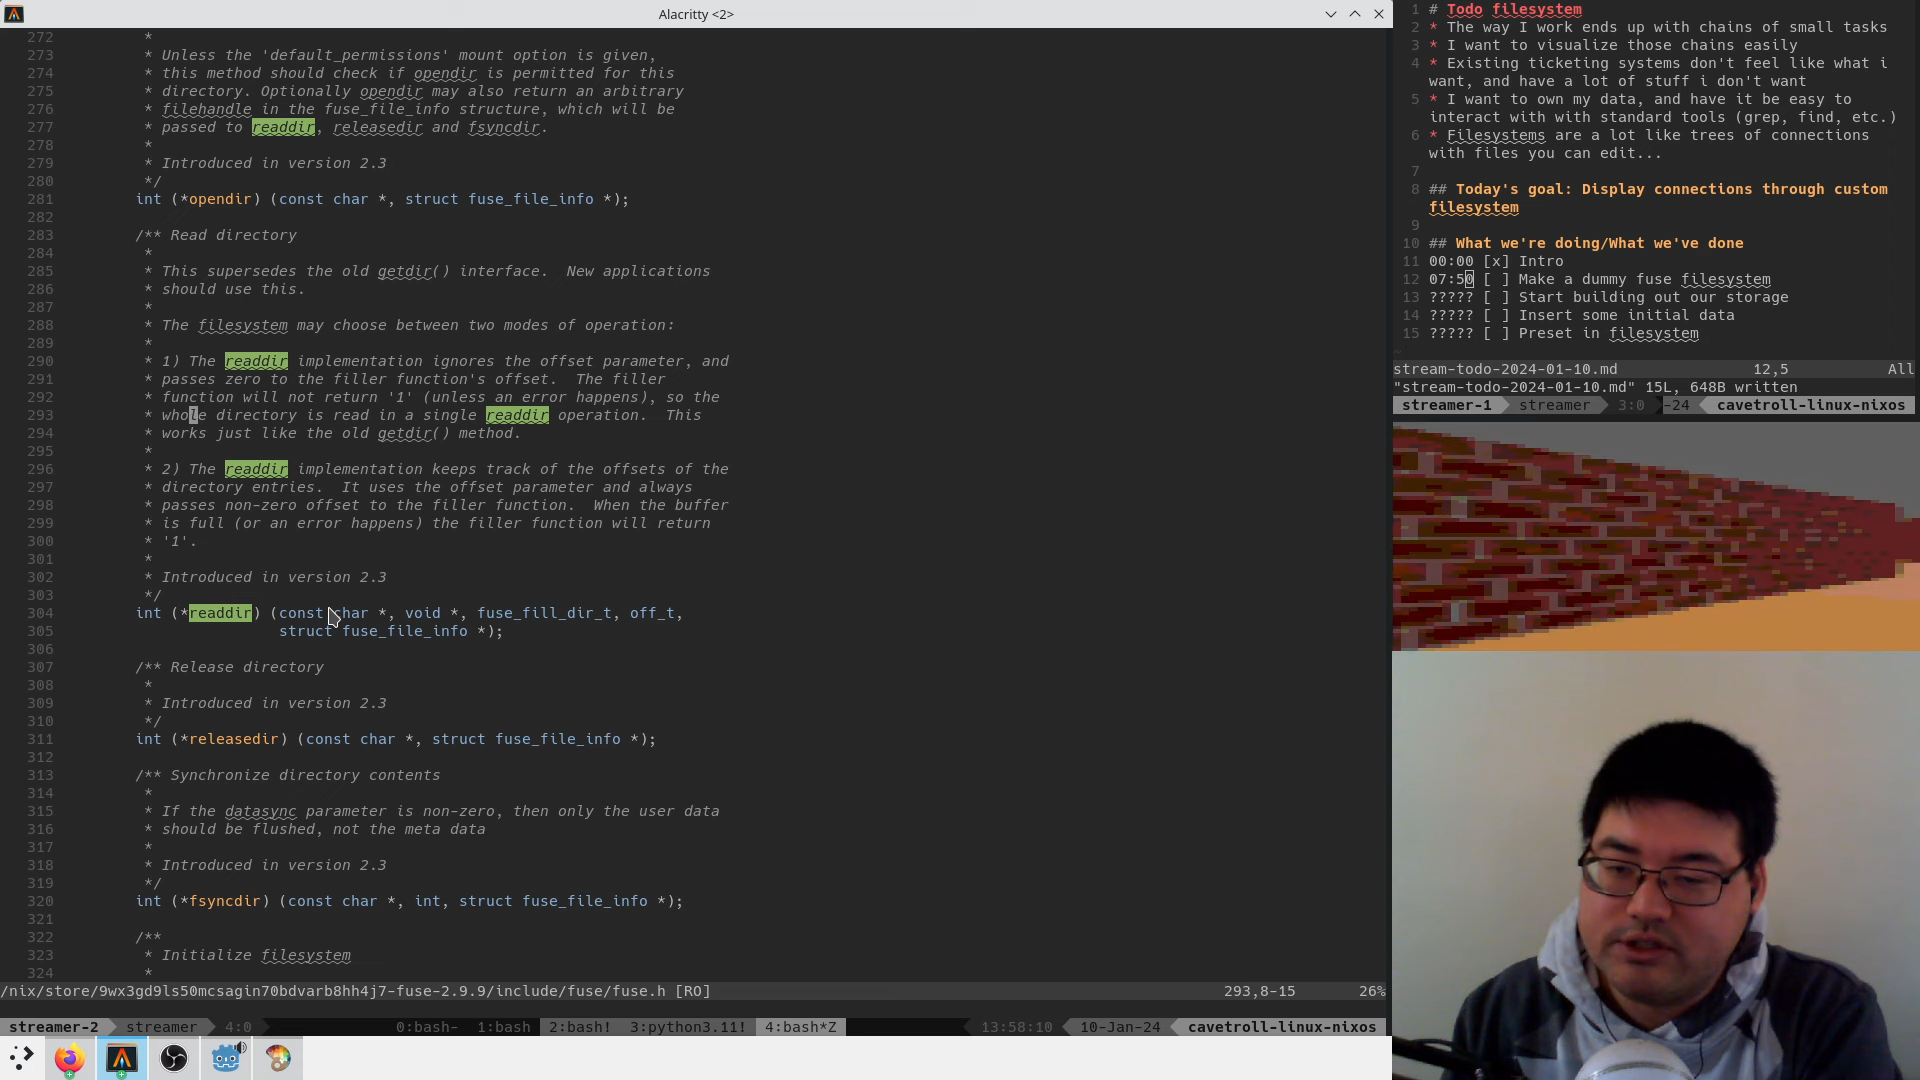 Alacritty <2>
272 *
273 * Unless the 'default_permissions' mount option is given,
274 * this method should check if opendir is permitted for this
275 * directory. Optionally opendir may also return an arbitrary
276 * filehandle in the fuse_file_info structure, which will be
277 * passed to readdir, releasedir and fsyncdir.
278 *
279 * Introduced in version 2.3
280 */
281 int (*opendir) (const char *, struct fuse_file_info *);
282
283 /** Read directory
284 *
285 * This supersedes the old getdir() interface.  New applications
286 * should use this.
287 *
288 * The filesystem may choose between two modes of operation:
289 *
290 * 1) The readdir implementation ignores the offset parameter, and
291 * passes zero to the filler function's offset.  The filler
292 * function will not return '1' (unless an error happens), so the
293 * whole directory is read in a single readdir operation.  This
294 * works just like the old getdir() method.
295 *
296 * 2) The readdir implementation keeps track of the offsets of the
297 * directory entries.  It uses the offset parameter and always
298 * passes non-zero offset to the filler function.  When the buffer
299 * is full (or an error happens) the filler function will return
300 * '1'.
301 *
302 * Introduced in version 2.3
303 */
304 int (*readdir) (const char *, void *, fuse_fill_dir_t, off_t,
305 struct fuse_file_info *);
306
307 /** Release directory
308 *
309 * Introduced in version 2.3
310 */
311 int (*releasedir) (const char *, struct fuse_file_info *);
312
313 /** Synchronize directory contents
314 *
315 * If the datasync parameter is non-zero, then only the user data
316 * should be flushed, not the meta data
317 *
318 * Introduced in version 2.3
319 */
320 int (*fsyncdir) (const char *, int, struct fuse_file_info *);
321
322 /**
323 * Initialize filesystem
324 *
/nix/store/9wx3gd9ls50mcsagin70bdvarb8hh4j7-fuse-2.9.9/include/fuse/fuse.h [RO] 293,8-15 26%
streamer-2 streamer 4:0 0:bash- 1:bash 2:bash! 3:python3.11! 4:bash*Z 13:58:10 10-Jan-24 cavetroll-linux-nixos
1 # Todo filesystem
2 * The way I work ends up with chains of small tasks
3 * I want to visualize those chains easily
4 * Existing ticketing systems don't feel like what i
want, and have a lot of stuff i don't want
5 * I want to own my data, and have it be easy to
interact with with standard tools (grep, find, etc.)
6 * Filesystems are a lot like trees of connections
with files you can edit...
7
8 ## Today's goal: Display connections through custom
filesystem
9
10 ## What we're doing/What we've done
11 00:00 [x] Intro
12 07:50 [ ] Make a dummy fuse filesystem
13 ????? [ ] Start building out our storage
14 ????? [ ] Insert some initial data
15 ????? [ ] Preset in filesystem
~
stream-todo-2024-01-10.md 12,5 All
"stream-todo-2024-01-10.md" 15L, 648B written
streamer-1 streamer 3:0 -24 cavetroll-linux-nixos